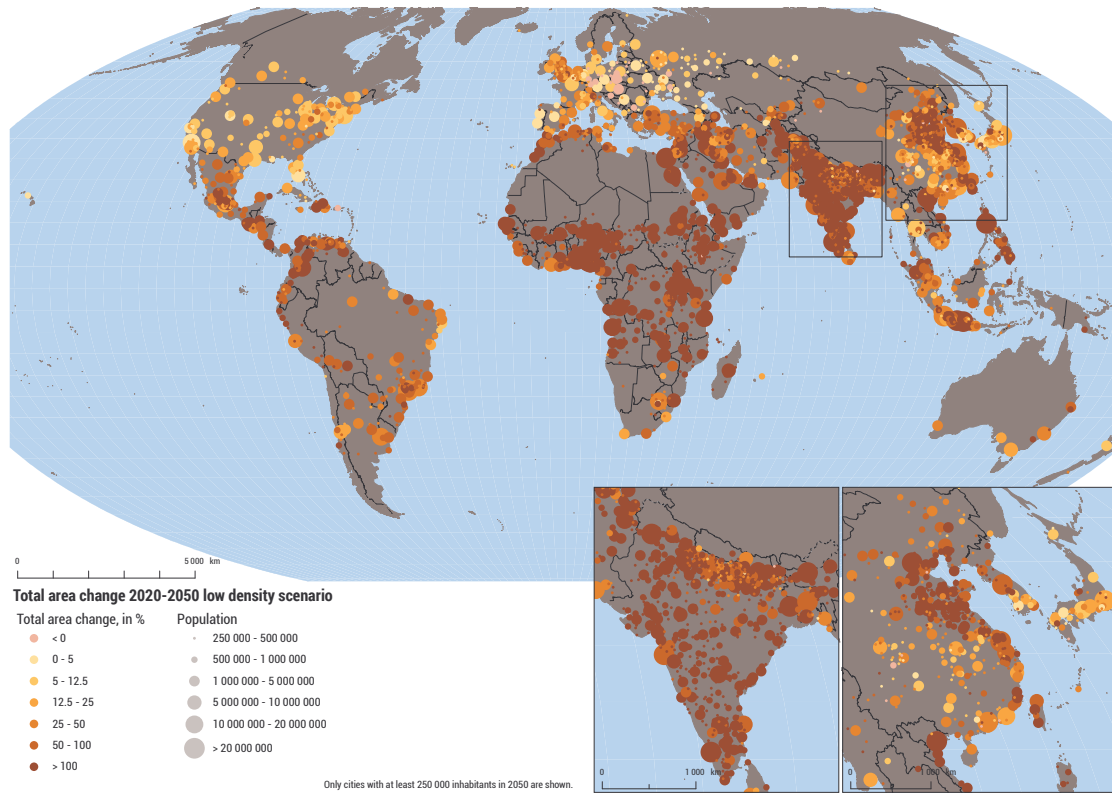 0 5 000 km
Total area change 2020-2050 low density scenario
Total area change, in %
< 0
0 - 5
5 - 12.5
12.5 - 25
25 - 50
50 - 100
> 100
Population
250 000 - 500 000
500 000 - 1 000 000
1 000 000 - 5 000 000
5 000 000 - 10 000 000
10 000 000 - 20 000 000
> 20 000 000
Only cities with at least 250 000 inhabitants in 2050 are shown.
0 1 000 km
0 1 000 km